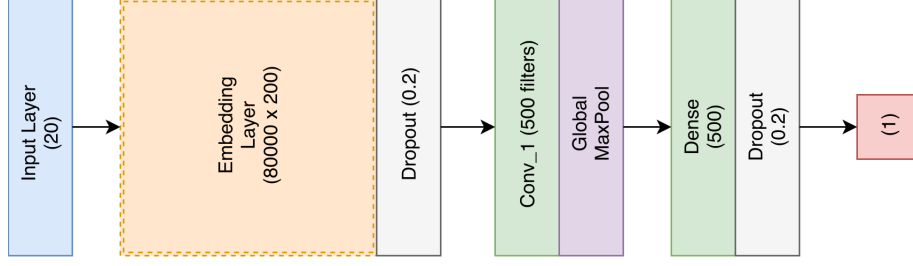 Input Layer
(20)
Embedding
Layer
(80000 x 200)
Dropout (0.2)
Conv_1 (500 filters)
Global
MaxPool
Dense
(500)
Dropout
(0.2)
(1)